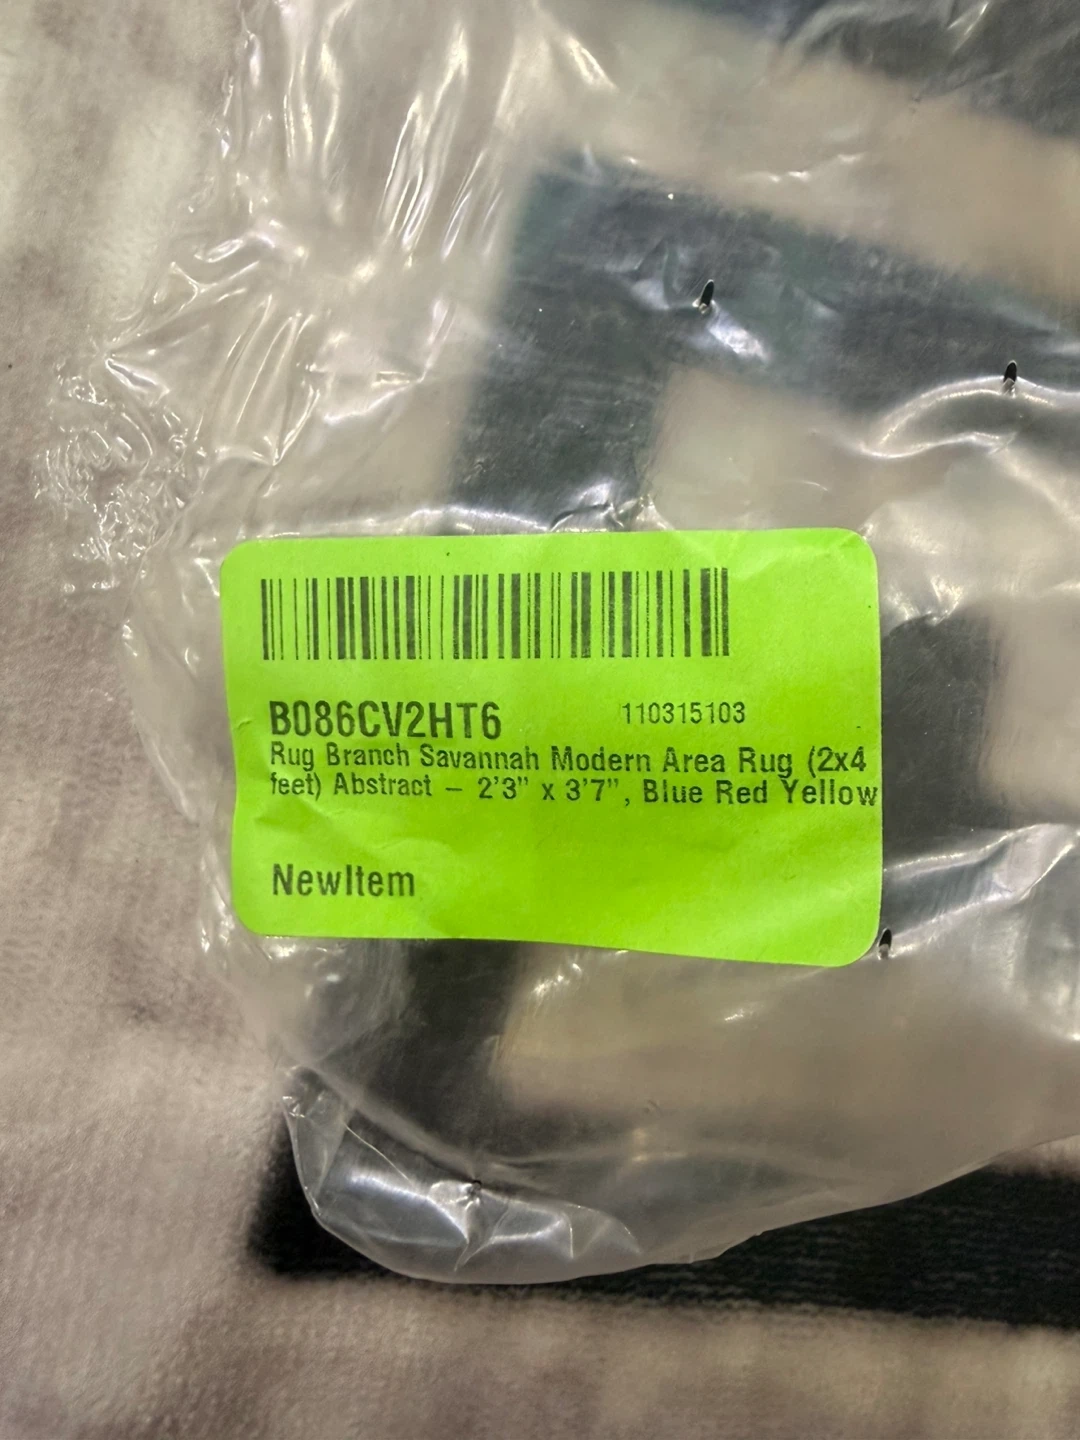 B086CV2HT6 110315103
Rug Branch Savannah Modern Area Rug (2x4
feet) Abstract – 2'3" x 3'7", Blue Red Yellow
NewItem